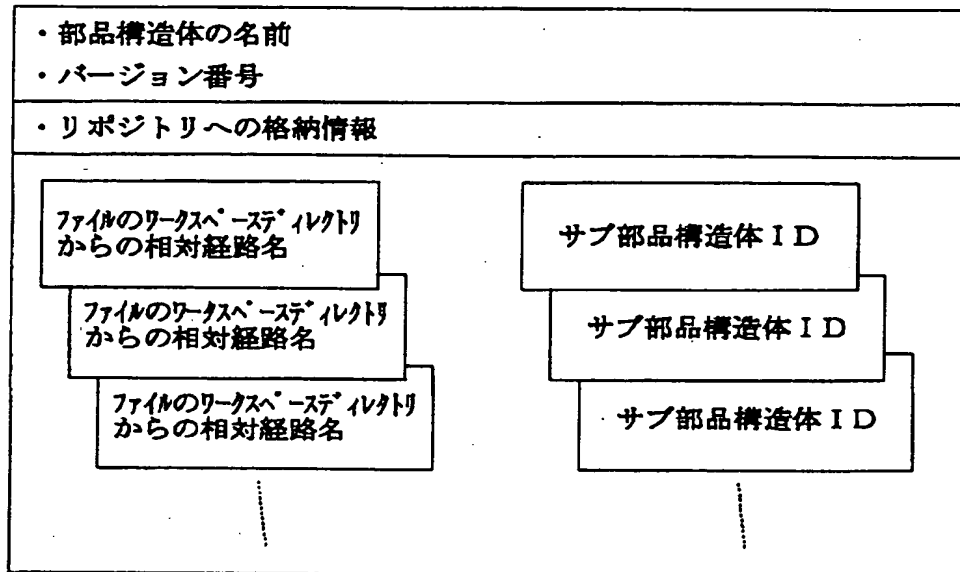 ・部品構造体の名前
・バージョン番号
・リポジトリへの格納情報
ファイルのワークスペースディレクトリ
からの相対経路名
ファイルのワークスペースディレクトリ
からの相対経路名
ファイルのワークスペースディレクトリ
からの相対経路名
サブ部品構造体ID
サブ部品構造体ID
サブ部品構造体ID